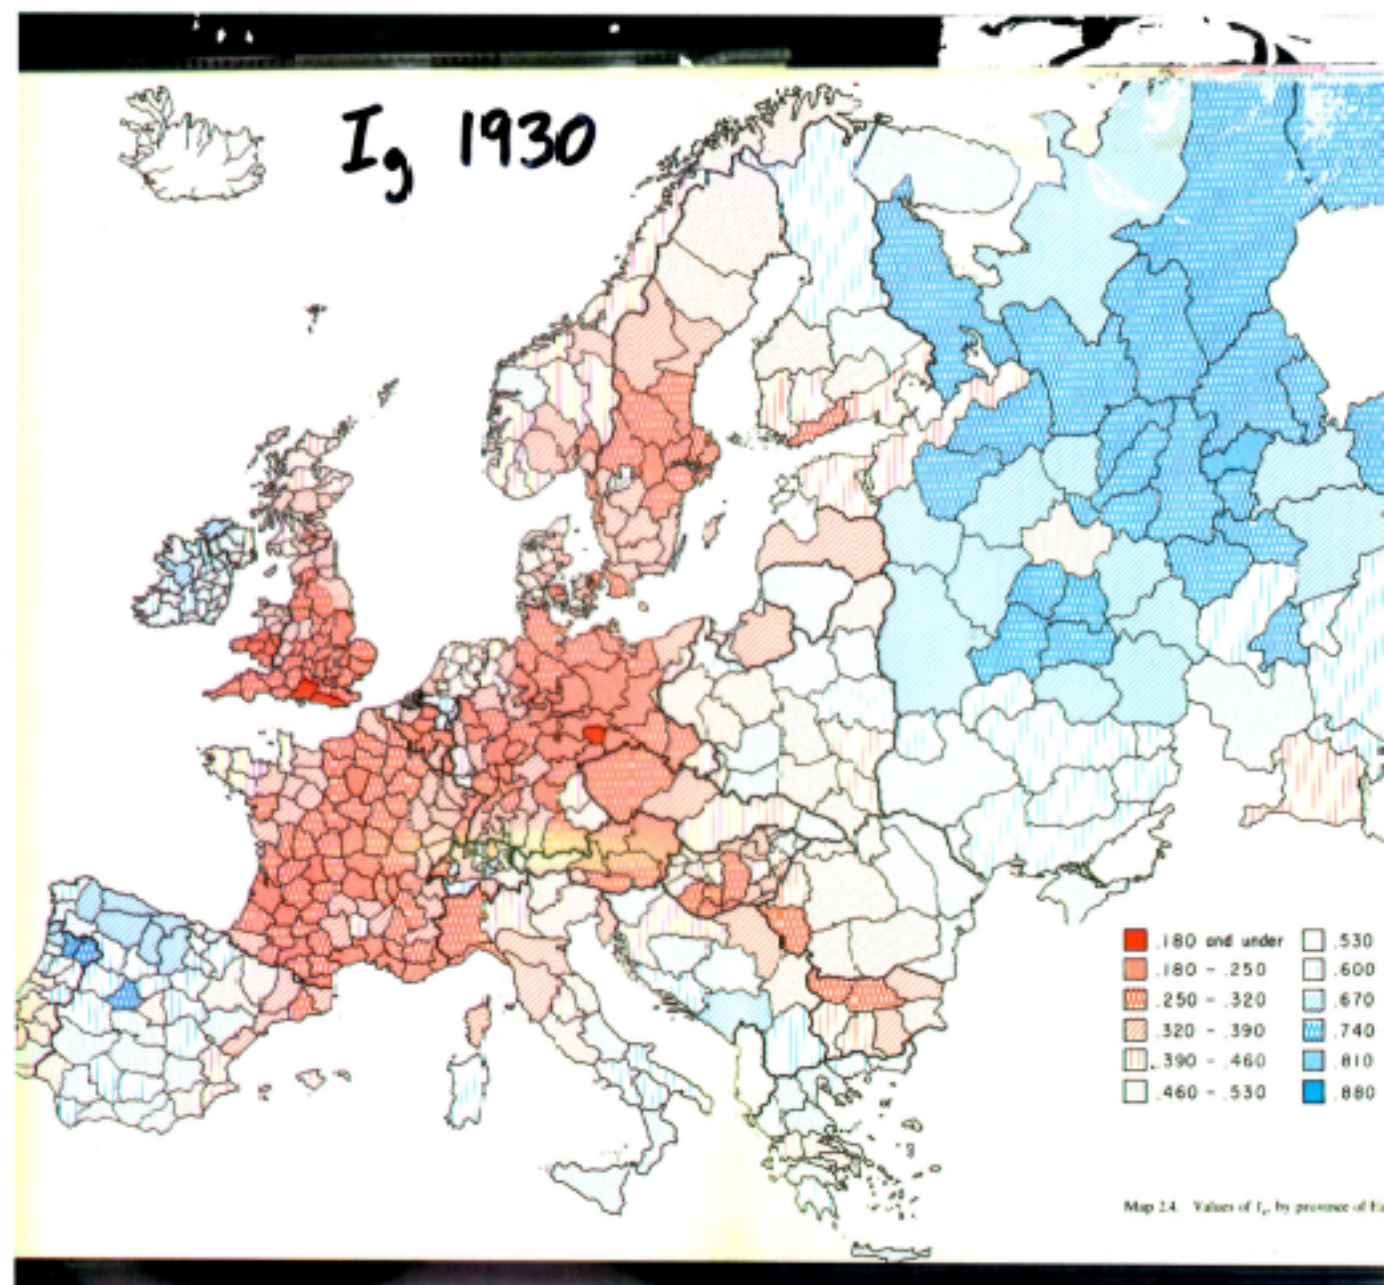 Ig 1930
.180 and under .530
.180 - .250 .600
.250 - .320 .670
.320 - .390 .740
.390 - .460 .810
.460 - .530 .880
Map 2.4. Values of Ig, by province of